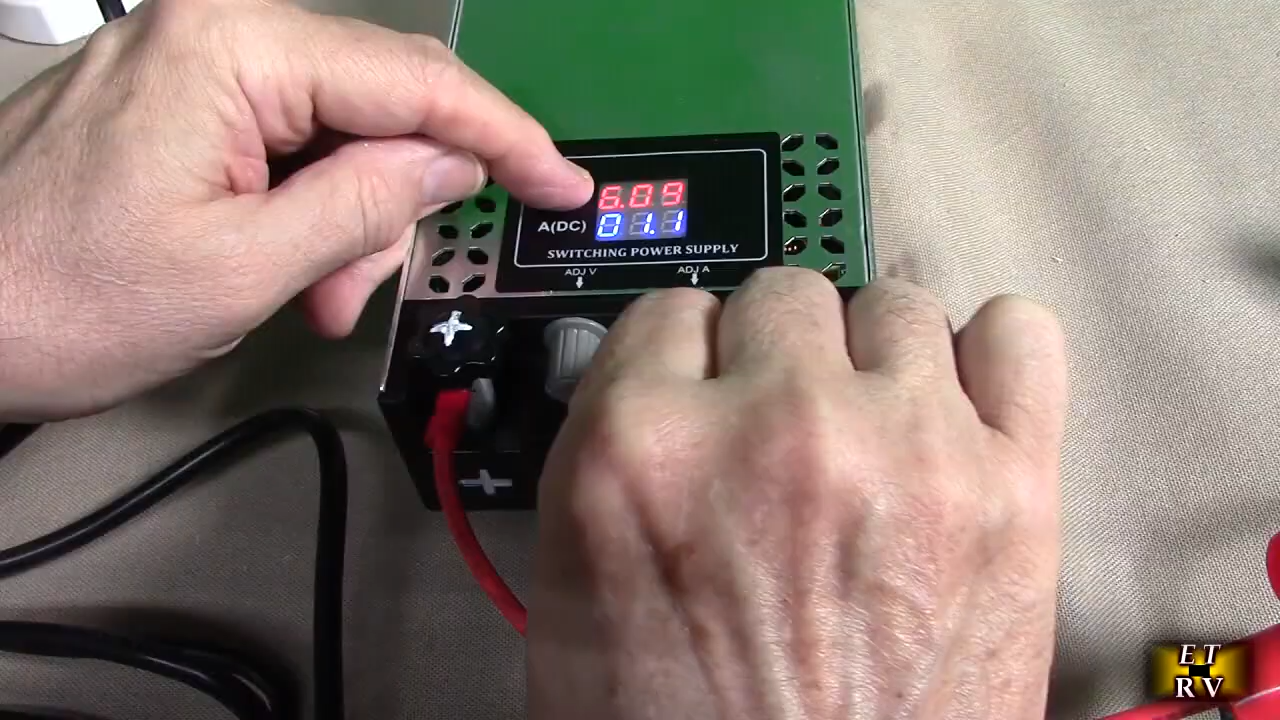 6.09
A(DC) 01.1
SWITCHING POWER SUPPLY
ADJ V ADJ A
+
+
ET
RV